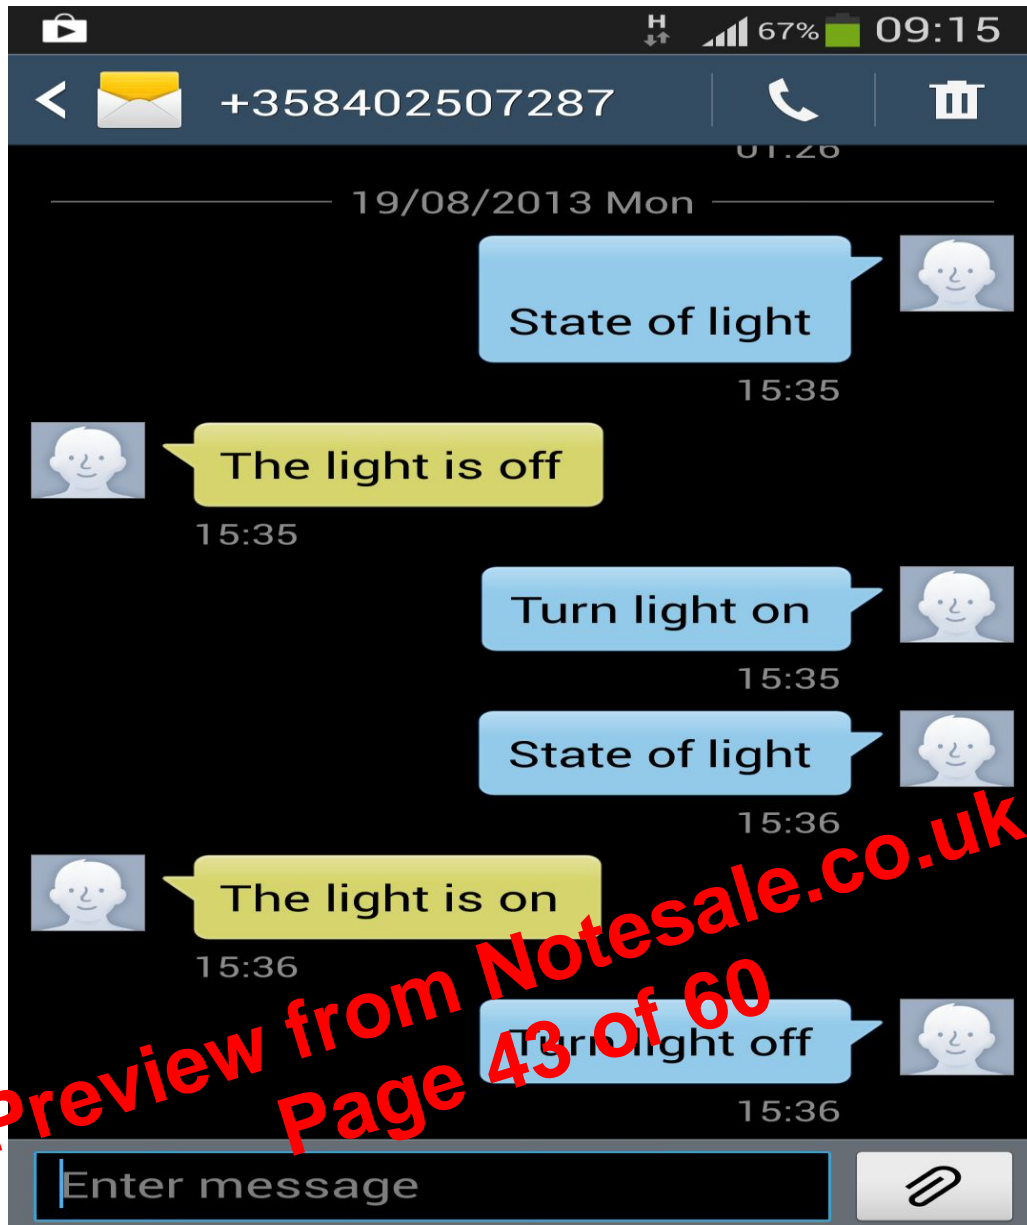 H 67% 09:15
+358402507287
01:26
19/08/2013 Mon
State of light
15:35
The light is off
15:35
Turn light on
15:35
State of light
15:36
The light is on
15:36
Turn light off
15:36
Enter message
Preview from Notesale.co.uk
Page 43 of 60